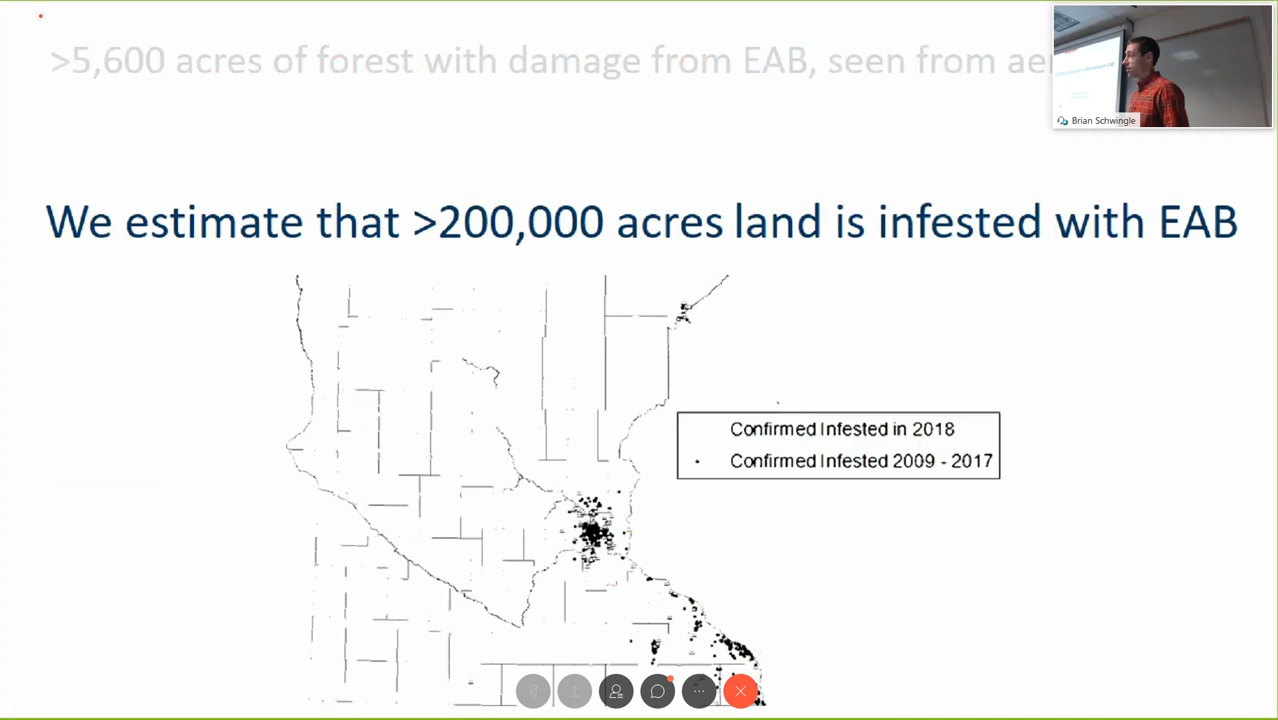 >5,600 acres of forest with damage from EAB, seen from ae
Brian Schwingle
We estimate that >200,000 acres land is infested with EAB
Confirmed Infested in 2018
Confirmed Infested 2009 - 2017